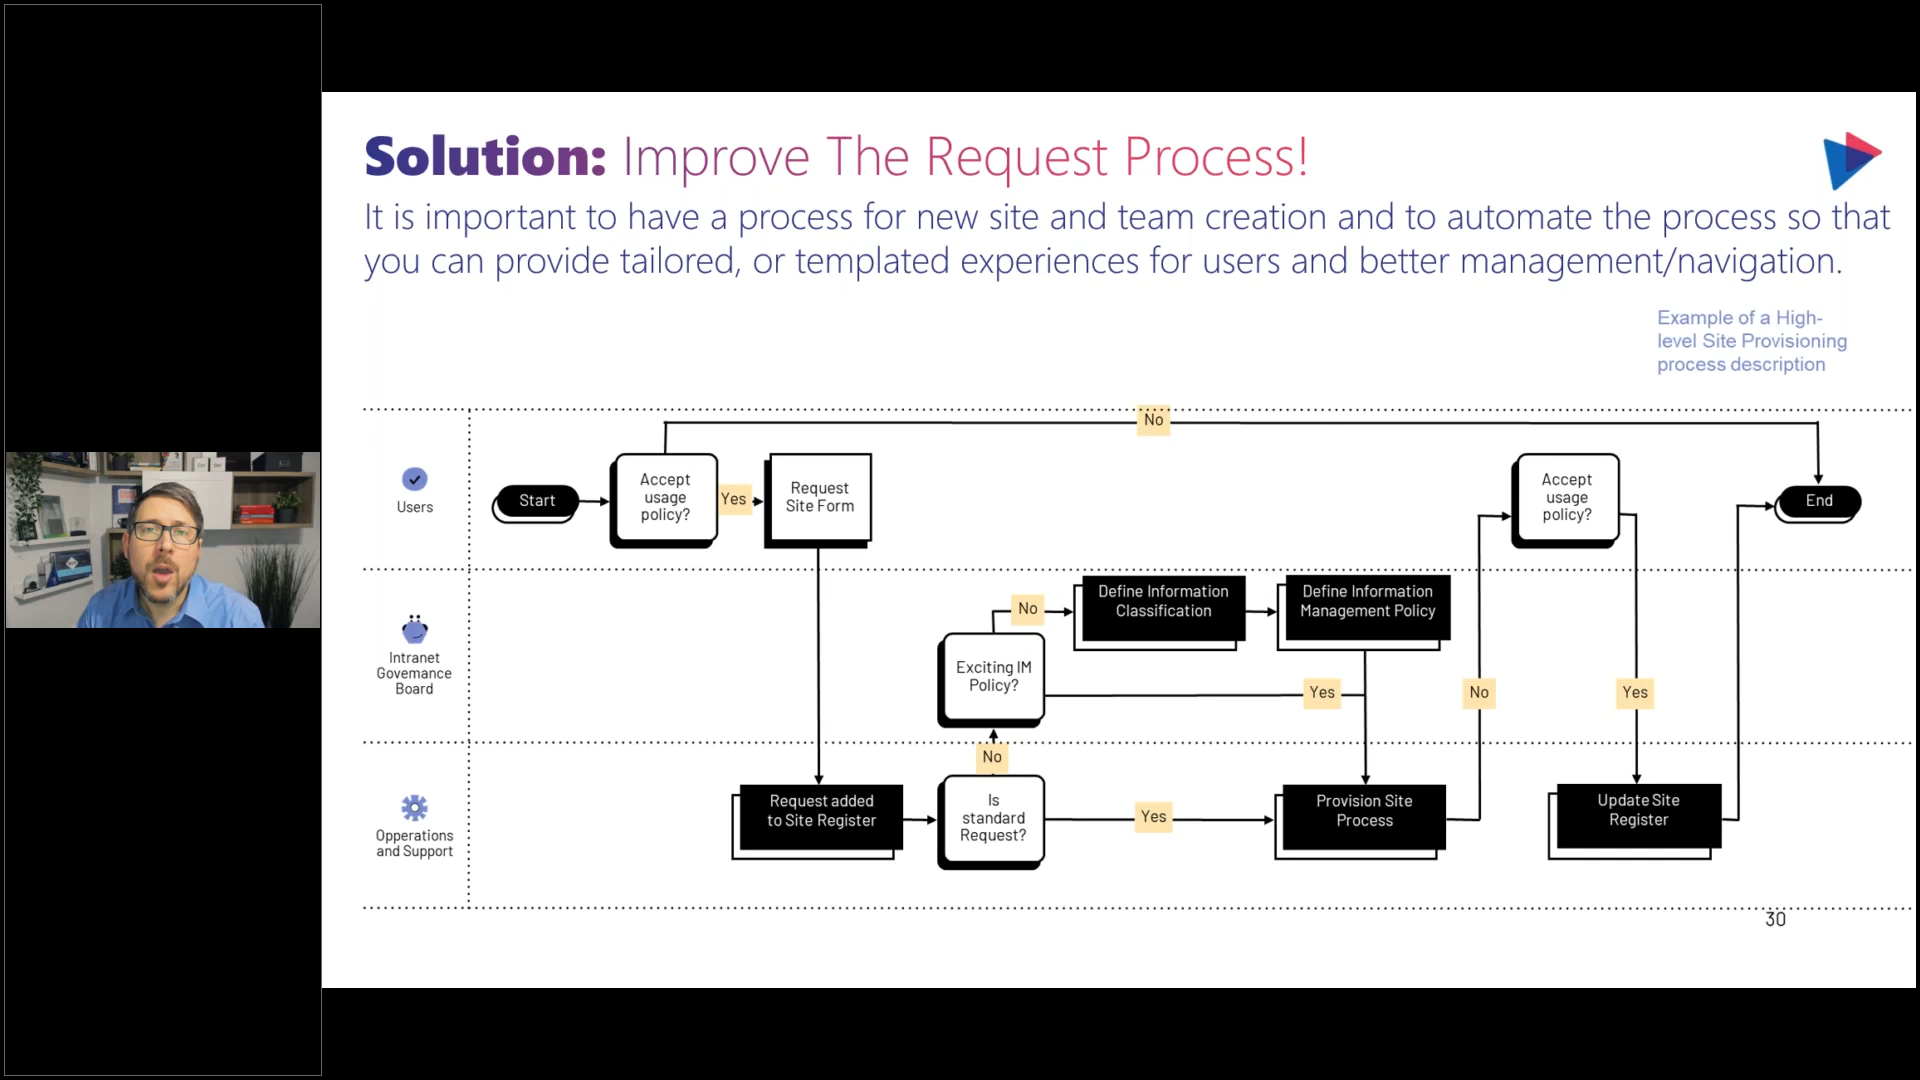 Solution: Improve The Request Process!
It is important to have a process for new site and team creation and to automate the process so that
you can provide tailored, or templated experiences for users and better management/navigation.
Example of a High-
level Site Provisioning
process description
No
Users
Start
Accept
usage
policy?
Yes
Request
Site Form
Accept
usage
policy?
End
Intranet
Governance
Board
No
Define Information
Classification
Define Information
Management Policy
Exciting IM
Policy?
Yes
No
Yes
No
Opperations
and Support
Request added
to Site Register
Is
standard
Request?
Yes
Provision Site
Process
Update Site
Register
30